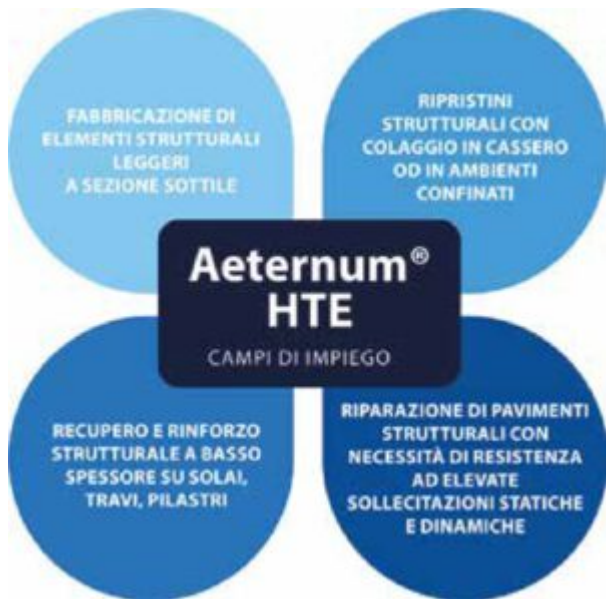 FABBRICAZIONE DI
ELEMENTI STRUTTURALI
LEGGERI
A SEZIONE SOTTILE
RIPRISTINI
STRUTTURALI CON
COLAGGIO IN CASSERO
OD IN AMBIENTI
CONFINATI
Aeternum®
HTE
CAMPI DI IMPIEGO
RECUPERO E RINFORZO
STRUTTURALE A BASSO
SPESSORE SU SOLAI,
TRAVI, PILASTRI
RIPARAZIONE DI PAVIMENTI
STRUTTURALI CON
NECESSITÀ DI RESISTENZA
AD ELEVATE
SOLLECITAZIONI STATICHE
E DINAMICHE